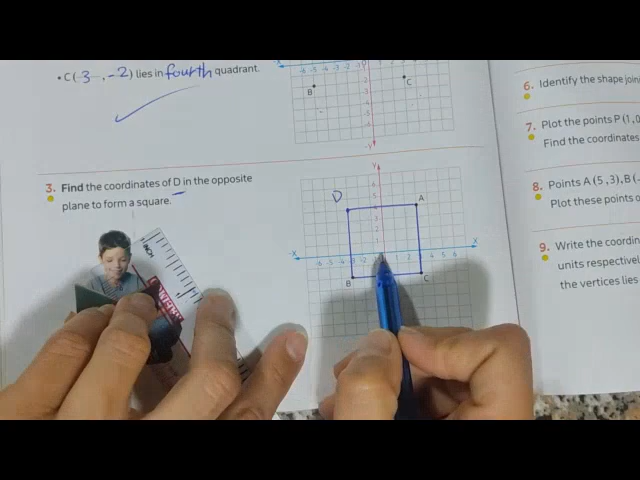 • C( 3 , -2 ) lies in fourth quadrant.
B
C
-Y
3. Find the coordinates of D in the opposite
plane to form a square.
Y
D
A
-X
X
B
C
6. Identify the shape join
7. Plot the points P (1, 0
Find the coordinates
8. Points A ( 5 , 3 ) , B (-
Plot these points o
9. Write the coordin
units respectivel
the vertices lies